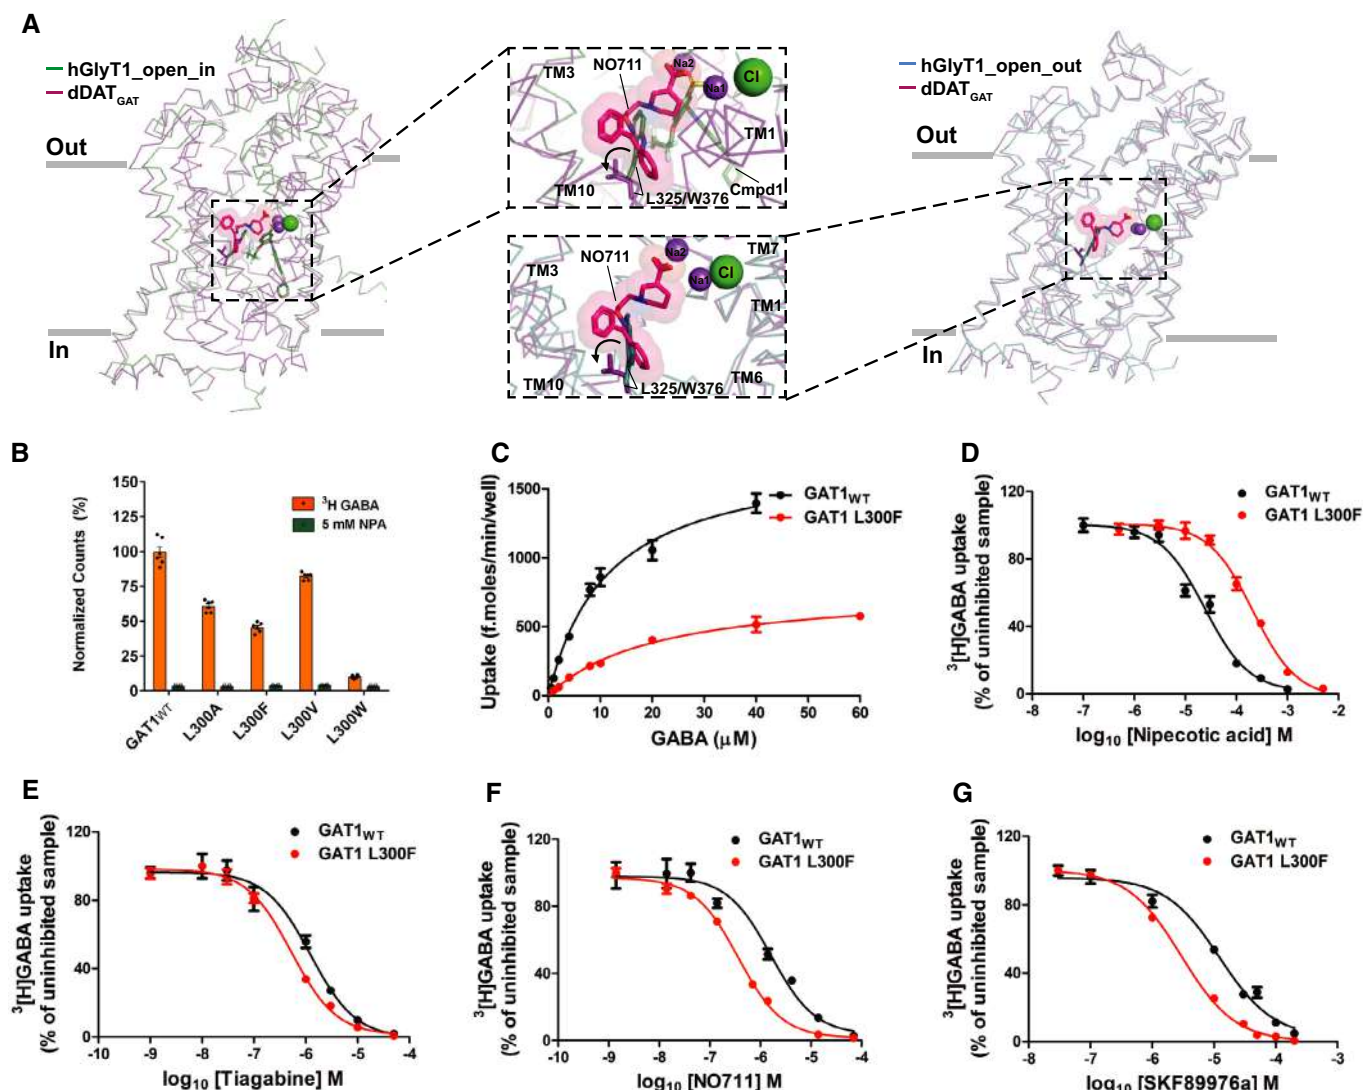 A
hGlyT1_open_in
dDATGAT
Out
In
TM3
NO711
Na2
Na1
Cl
TM1
TM10
L325/W376
Cmpd1
TM3
NO711
Na2
Na1
Cl
TM7
TM1
TM10
L325/W376
TM6
hGlyT1_open_out
dDATGAT
Out
In
B
Normalized Counts (%)
150
125
100
75
50
25
0
3H GABA
5 mM NPA
GAT1WT
L300A
L300F
L300V
L300W
C
Uptake (f.moles/min/well)
1500
1000
500
0
GAT1WT
GAT1 L300F
0 10 20 30 40 50 60
GABA (μM)
D
3[H]GABA uptake
(% of uninhibited sample)
120
80
40
0
GAT1WT
GAT1 L300F
-8 -7 -6 -5 -4 -3 -2
log10 [Nipecotic acid] M
E
3[H]GABA uptake
(% of uninhibited sample)
120
80
40
0
GAT1WT
GAT1 L300F
-10 -9 -8 -7 -6 -5 -4
log10 [Tiagabine] M
F
3[H]GABA uptake
(% of uninhibited sample)
120
80
40
0
GAT1WT
GAT1 L300F
-10 -9 -8 -7 -6 -5 -4
log10 [NO711] M
G
3[H]GABA uptake
(% of uninhibited sample)
120
80
40
0
GAT1WT
GAT1 L300F
-8 -7 -6 -5 -4 -3
log10 [SKF89976a] M